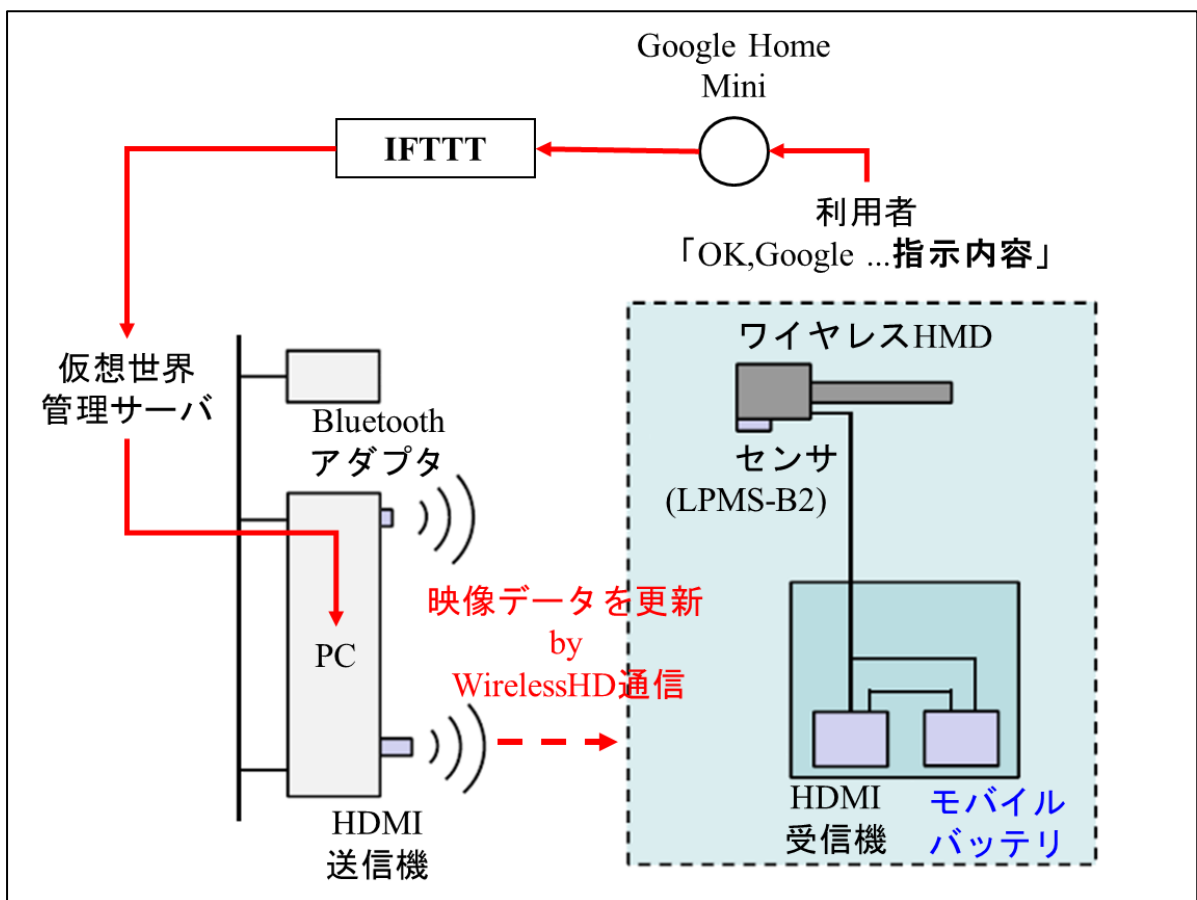 Google Home
Mini
IFTTT
利用者
「OK,Google ...指示内容」
仮想世界
管理サーバ
Bluetooth
アダプタ
PC
映像データを更新
by
WirelessHD通信
HDMI
送信機
ワイヤレスHMD
センサ
(LPMS-B2)
HDMI
受信機
モバイル
バッテリ